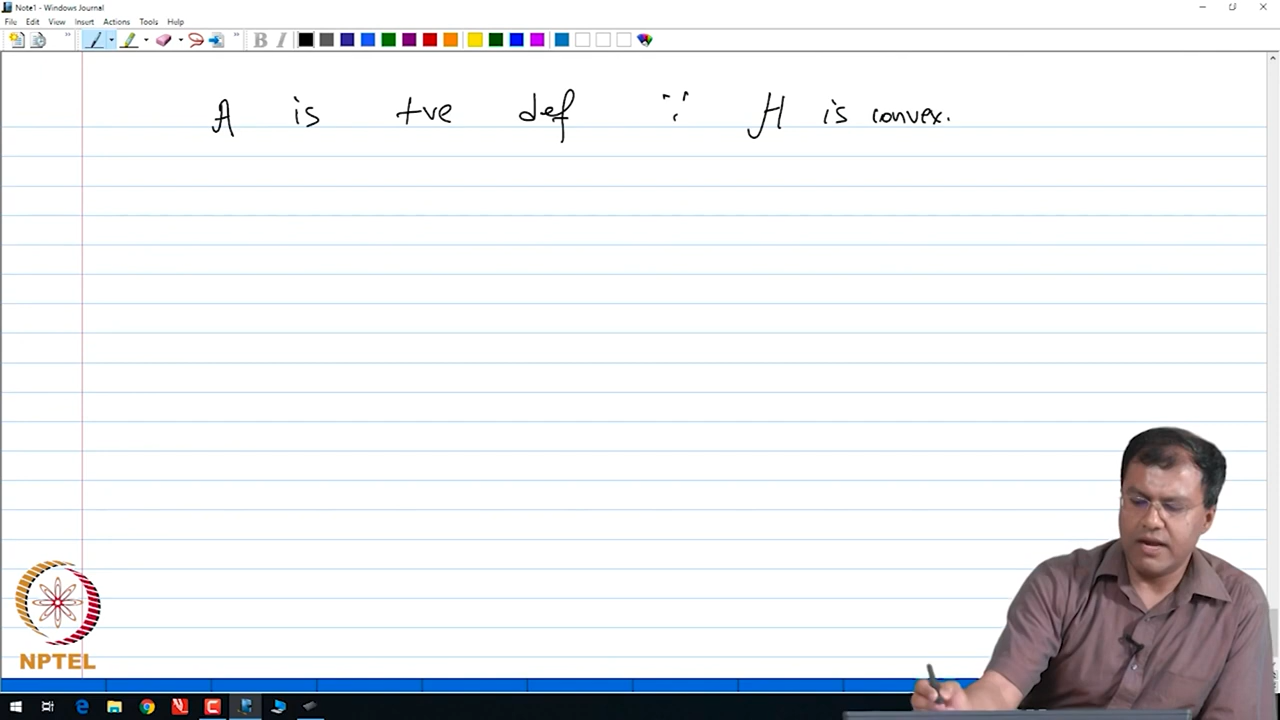 Note1 - Windows Journal
File Edit View Insert Actions Tools Help
B I
A is +ve def ∵ H is convex.
NPTEL